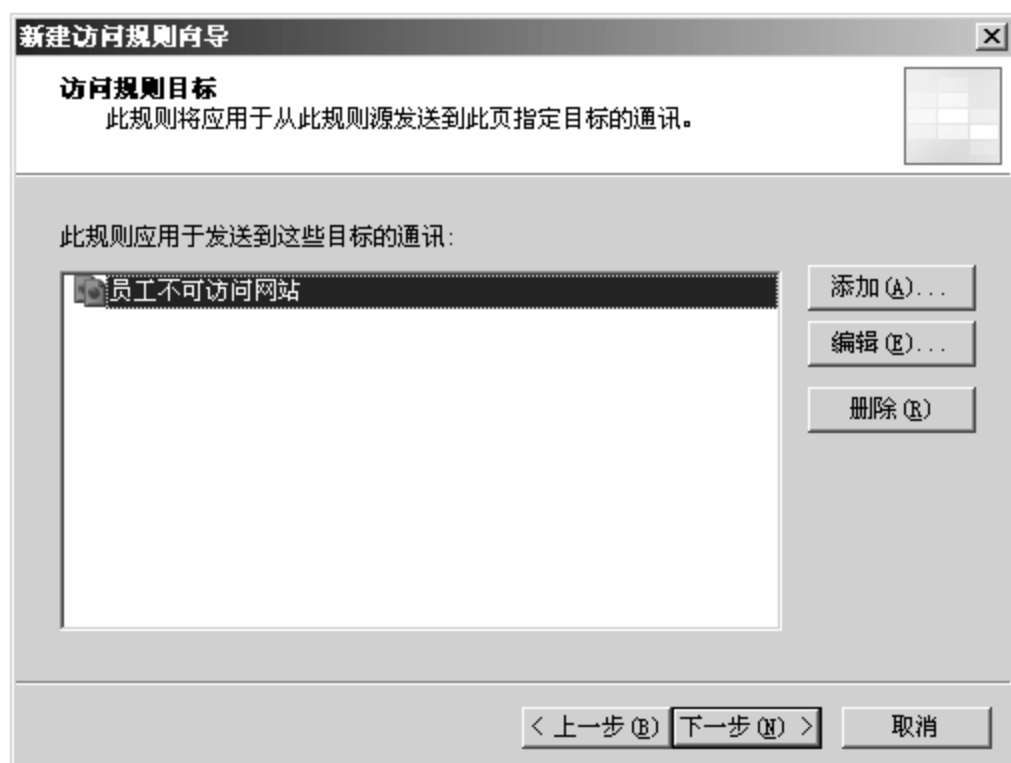 新建访问规则向导
访问规则目标
此规则将应用于从此规则源发送到此页指定目标的通讯。
此规则应用于发送到这些目标的通讯:
员工不可访问网站
添加(A)...
编辑(E)...
删除(R)
< 上一步(B) 下一步(N) > 取消